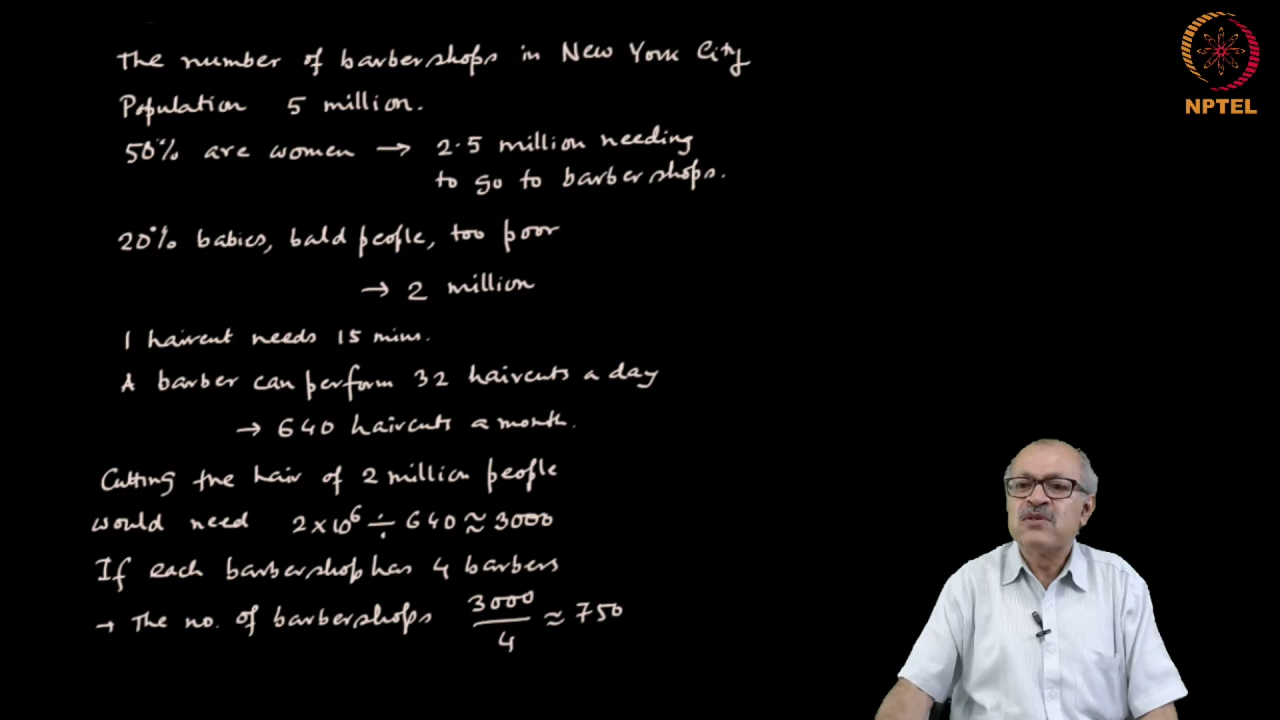 The number of barbershops in New York City
Population 5 million.
50% are women → 2.5 million needing
to go to barbershops.
20% babies, bald people, too poor
→ 2 million
1 haircut needs 15 mins.
A barber can perform 32 haircuts a day
→ 640 haircuts a month.
Cutting the hair of 2 million people
would need 2×10⁶ ÷ 640 ≈ 3000
If each barbershop has 4 barbers
→ The no. of barbershops 3000/4 ≈ 750
NPTEL